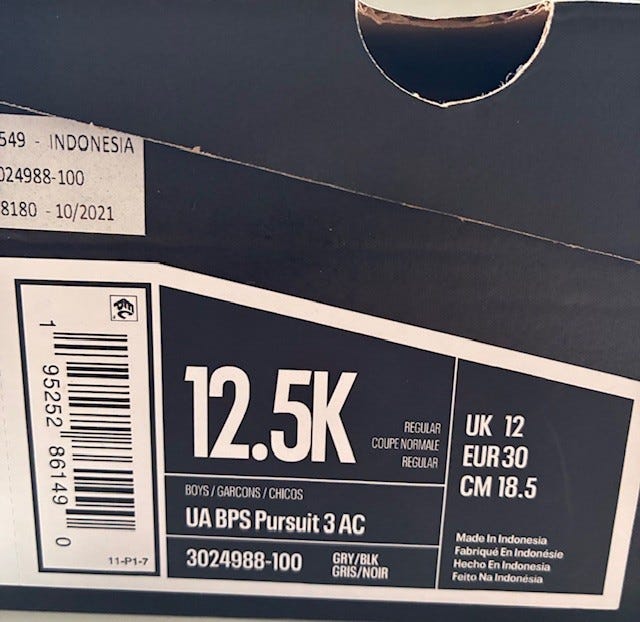 549 - INDONESIA
024988-100
8180 - 10/2021
1 95252 86149 0
11-P1-7
12.5K
REGULAR
COUPE NORMALE
REGULAR
BOYS / GARCONS / CHICOS
UA BPS Pursuit 3 AC
3024988-100
GRY/BLK
GRIS/NOIR
UK 12
EUR 30
CM 18.5
Made In Indonesia
Fabriqué En Indonésie
Hecho En Indonesia
Feito Na Indonésia